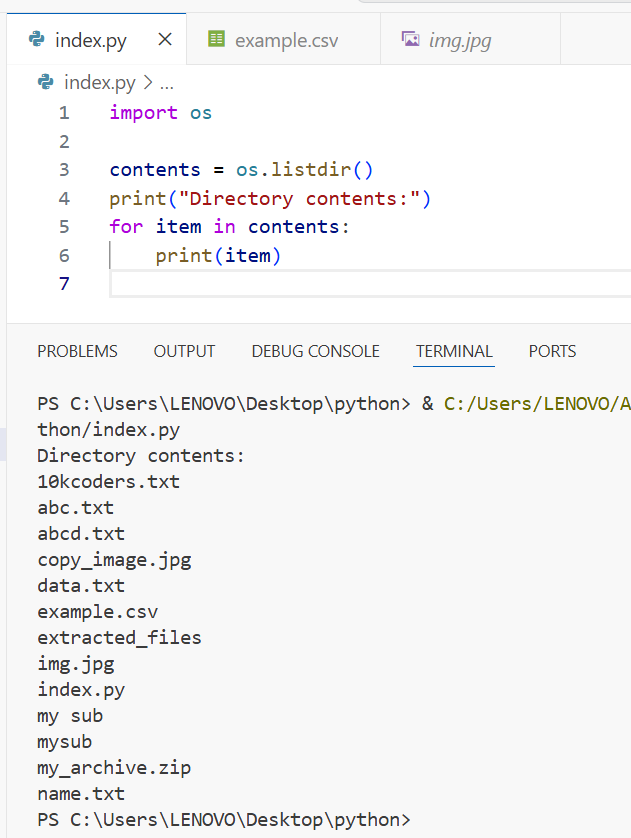 index.py
example.csv
img.jpg
index.py > ...
1 import os
2
3 contents = os.listdir()
4 print("Directory contents:")
5 for item in contents:
6     print(item)
7
PROBLEMS OUTPUT DEBUG CONSOLE TERMINAL PORTS
PS C:\Users\LENOVO\Desktop\python> & C:/Users/LENOVO/A
thon/index.py
Directory contents:
10kcoders.txt
abc.txt
abcd.txt
copy_image.jpg
data.txt
example.csv
extracted_files
img.jpg
index.py
my sub
mysub
my_archive.zip
name.txt
PS C:\Users\LENOVO\Desktop\python>